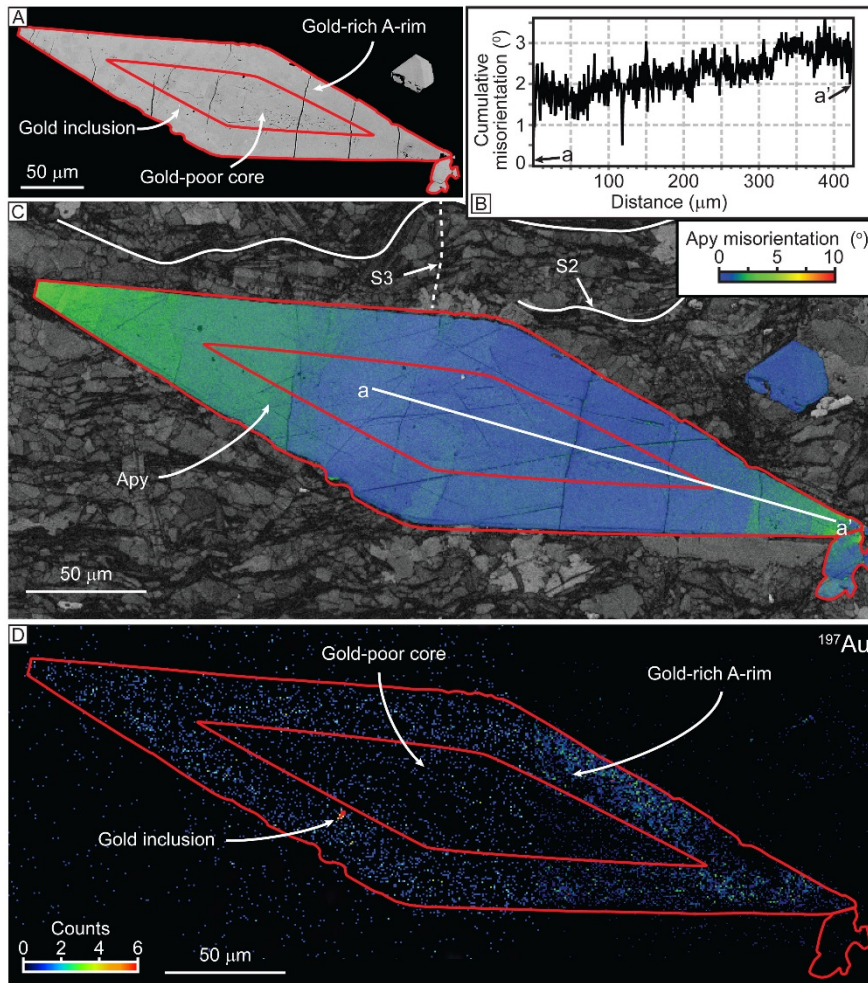 A
Gold-rich A-rim
Gold inclusion
Gold-poor core
50 μm
B
Cumulative
misorientation (⁰)
3
2
1
0
a
a'
100
200
300
400
Distance (μm)
C
Apy misorientation (⁰)
0
5
10
S3
S2
a
Apy
a'
50 μm
D
¹⁹⁷Au
Gold-poor core
Gold-rich A-rim
Gold inclusion
Counts
0 2 4 6
50 μm